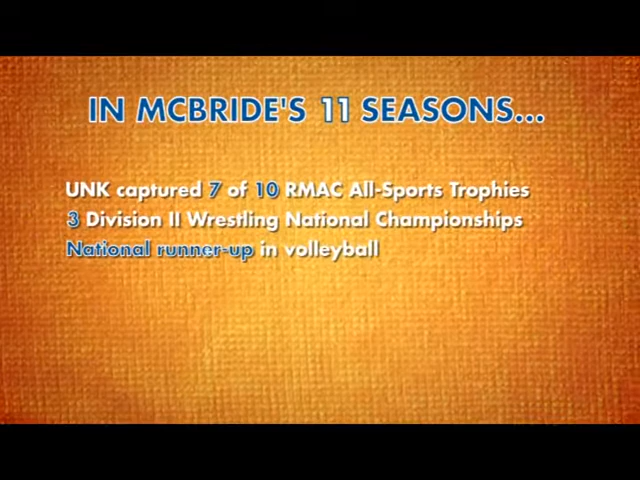 IN MCBRIDE'S 11 SEASONS...
UNK captured 7 of 10 RMAC All-Sports Trophies
3 Division II Wrestling National Championships
National runner-up in volleyball